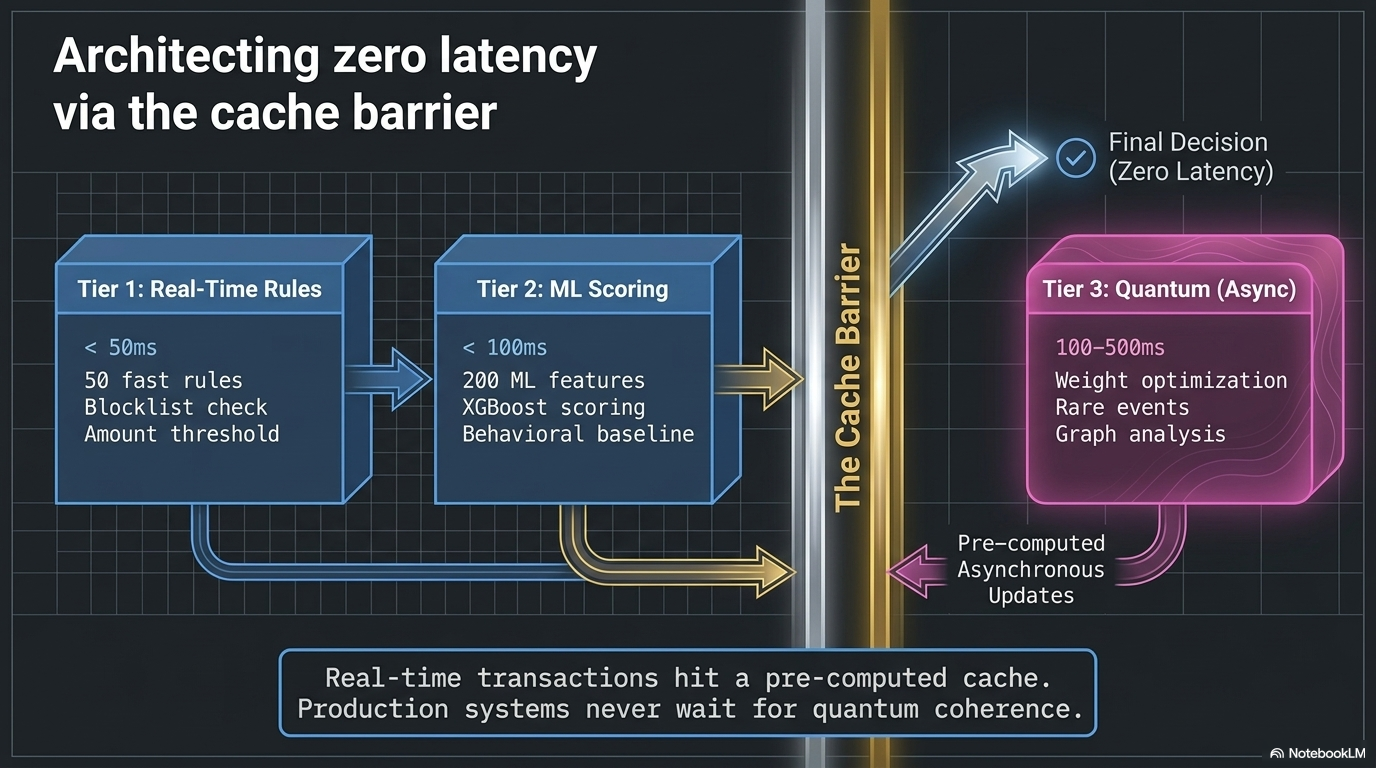 Architecting zero latency
via the cache barrier
Final Decision
(Zero Latency)
Tier 1: Real-Time Rules
< 50ms
50 fast rules
Blocklist check
Amount threshold
Tier 2: ML Scoring
< 100ms
200 ML features
XGBoost scoring
Behavioral baseline
The Cache Barrier
Tier 3: Quantum (Async)
100–500ms
Weight optimization
Rare events
Graph analysis
Pre-computed
Asynchronous
Updates
Real-time transactions hit a pre-computed cache.
Production systems never wait for quantum coherence.
NotebookLM